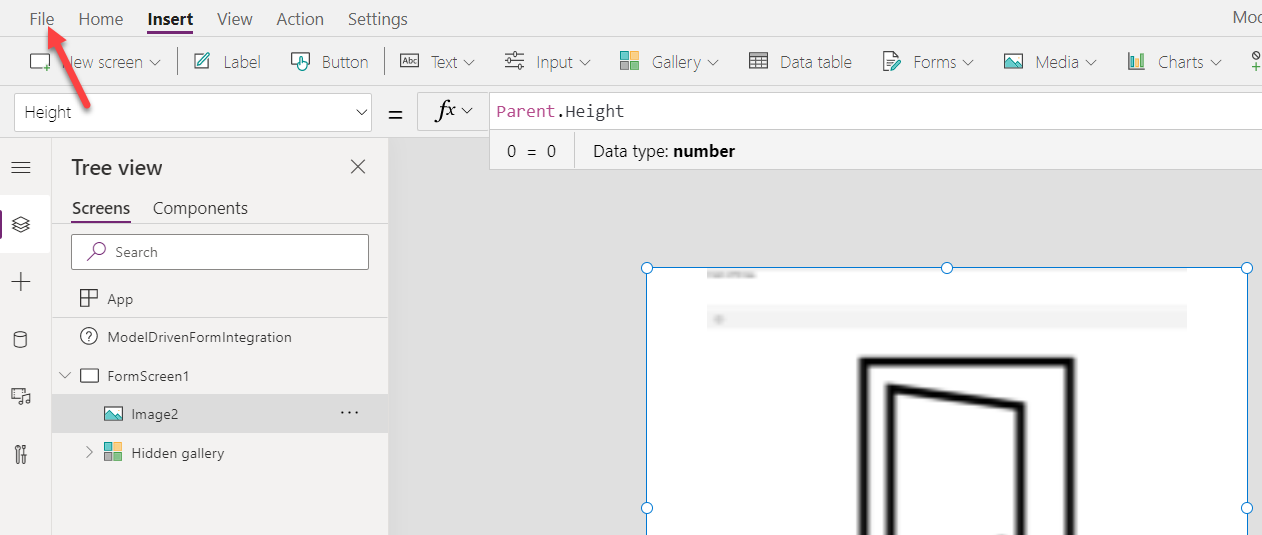 File Home Insert View Action Settings Mod
New screen Label Button Abc Text Input Gallery Data table Forms Media Charts
Height = fx Parent.Height
0 = 0 Data type: number
Tree view
Screens Components
Search
App
ModelDrivenFormIntegration
FormScreen1
Image2 ...
Hidden gallery